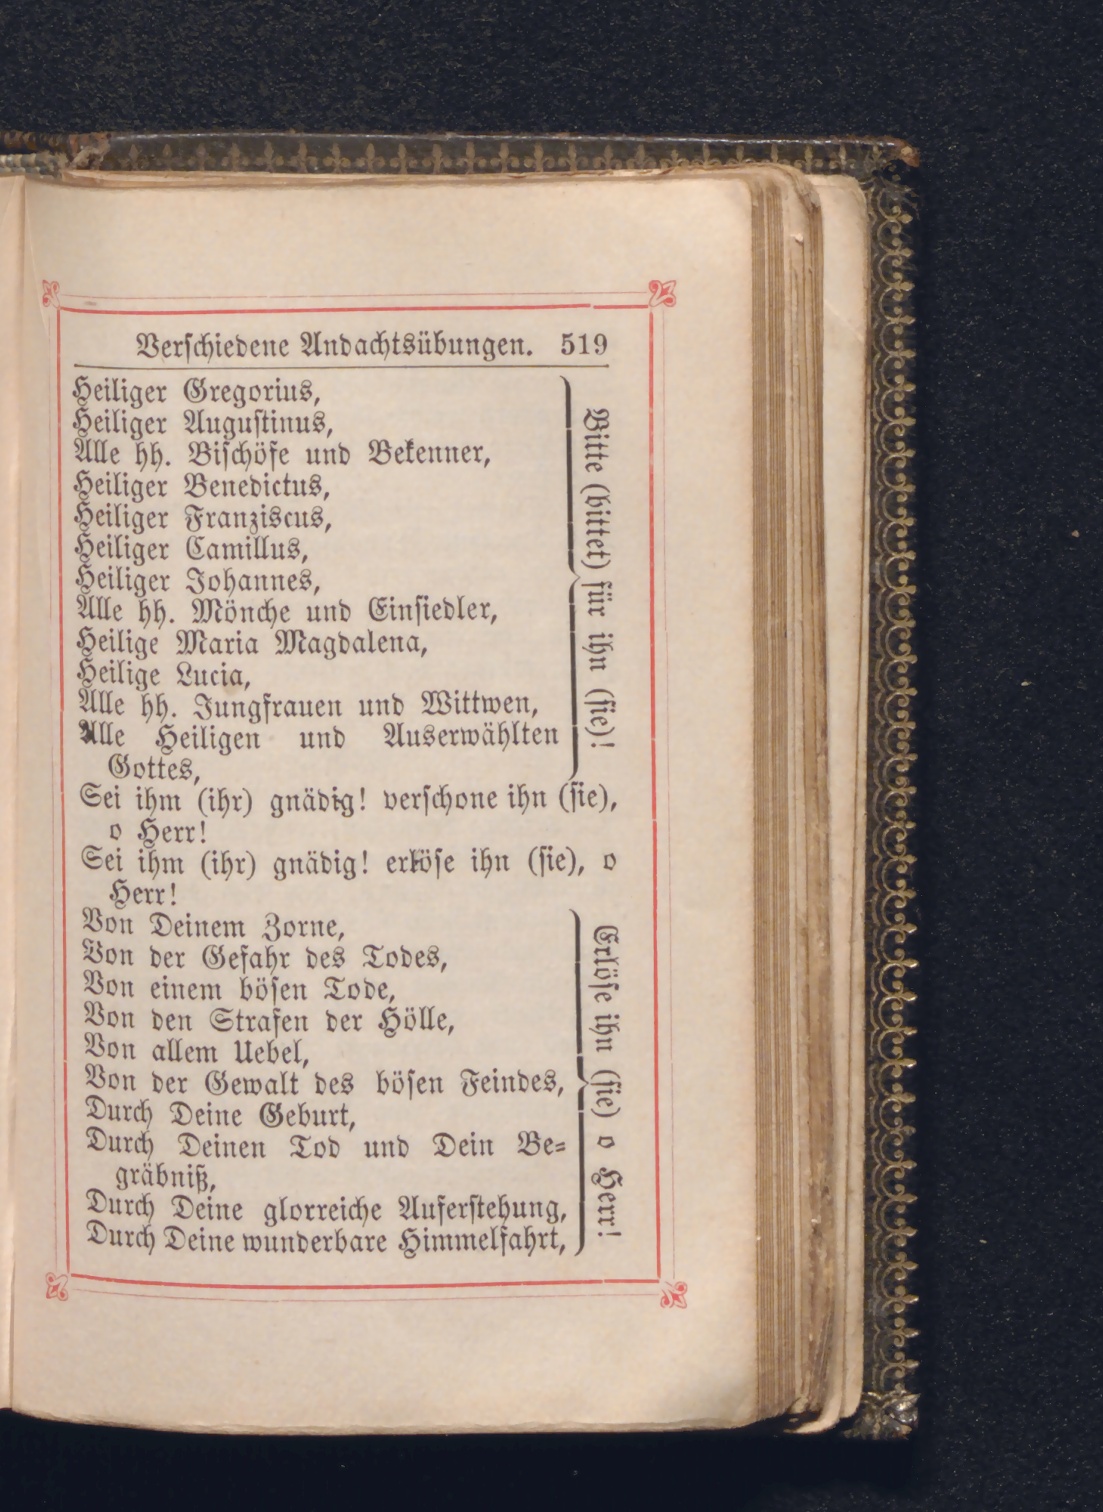 Verschiedene Andachtsübungen. 519
Heiliger Gregorius,
Heiliger Augustinus,
Alle hh. Bischöfe und Bekenner,
Heiliger Benedictus,
Heiliger Franziscus,
Heiliger Camillus,
Heiliger Johannes,
Alle hh. Mönche und Einsiedler,
Heilige Maria Magdalena,
Heilige Lucia,
Alle hh. Jungfrauen und Wittwen,
Alle Heiligen und Auserwählten
Gottes,
Bitte (bittet) für ihn (sie)!
Sei ihm (ihr) gnädig! verschone ihn (sie),
o Herr!
Sei ihm (ihr) gnädig! erlöse ihn (sie), o
Herr!
Von Deinem Zorne,
Von der Gefahr des Todes,
Von einem bösen Tode,
Von den Strafen der Hölle,
Von allem Uebel,
Von der Gewalt des bösen Feindes,
Durch Deine Geburt,
Durch Deinen Tod und Dein Be-
gräbniß,
Durch Deine glorreiche Auferstehung,
Durch Deine wunderbare Himmelfahrt,
Erlöse ihn (sie) o Herr!